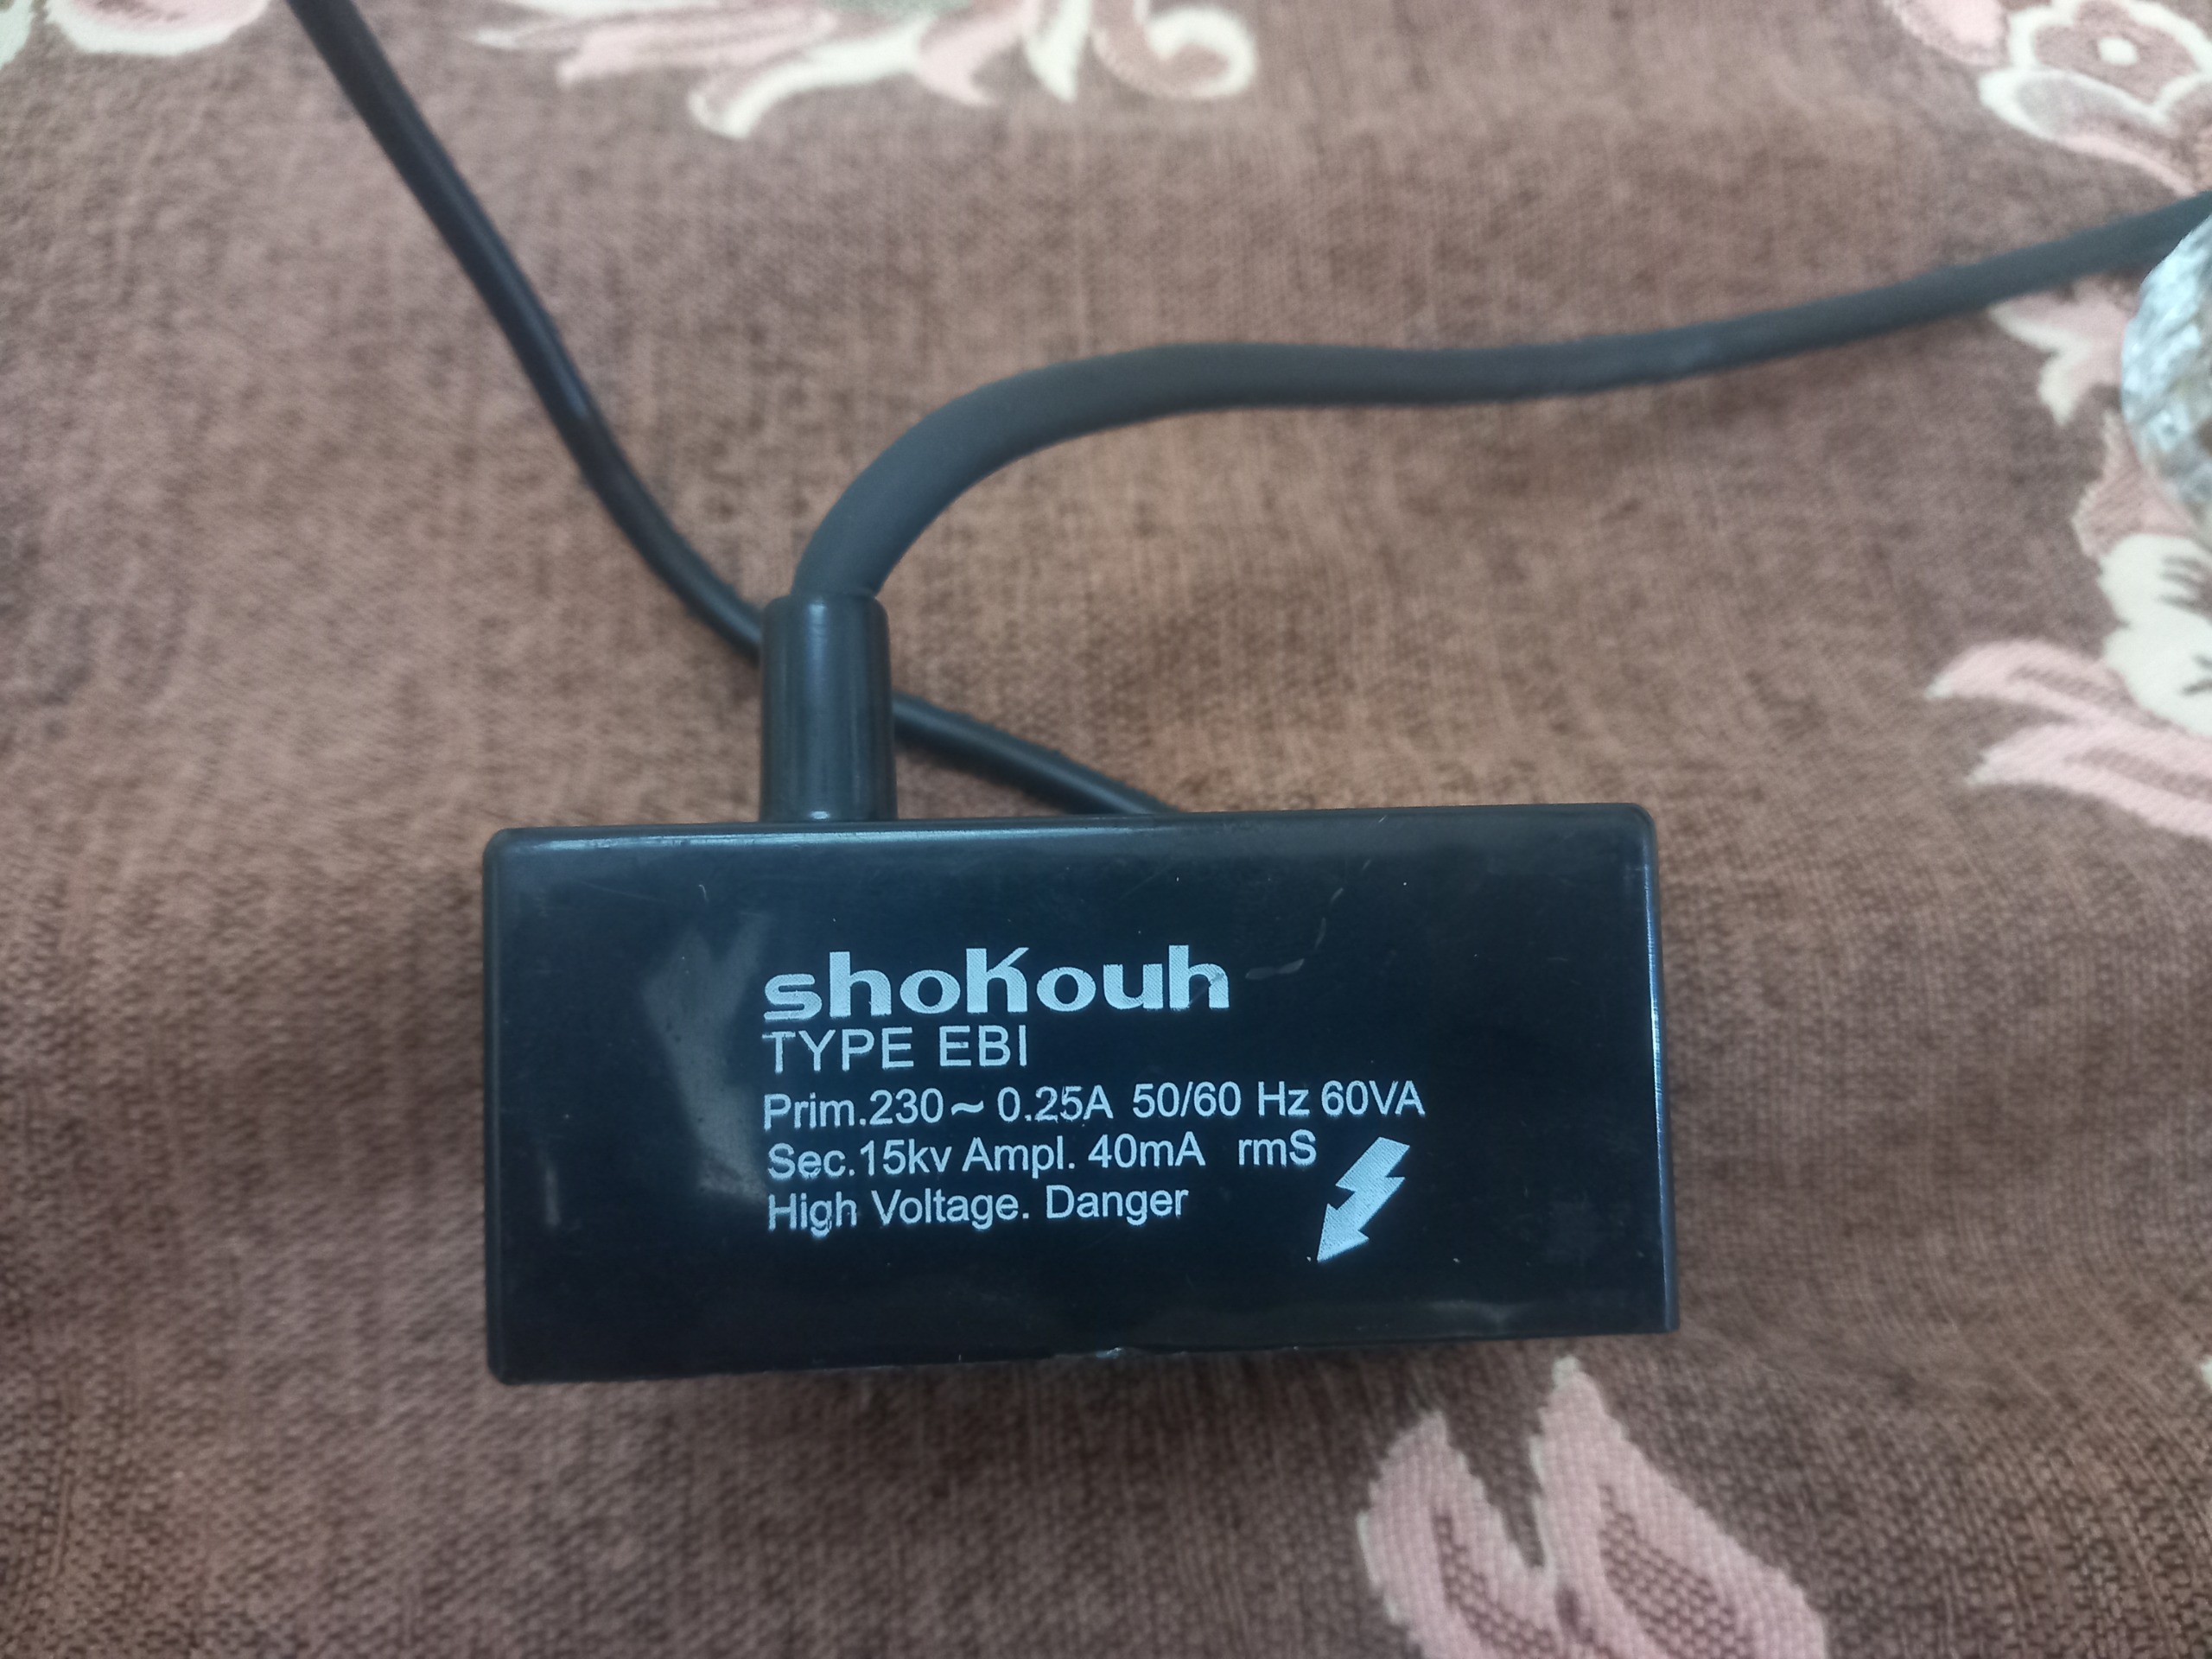 shoKouh
TYPE EBI
Prim.230~ 0.25A 50/60 Hz 60VA
Sec.15kv Ampl. 40mA rmS
High Voltage. Danger